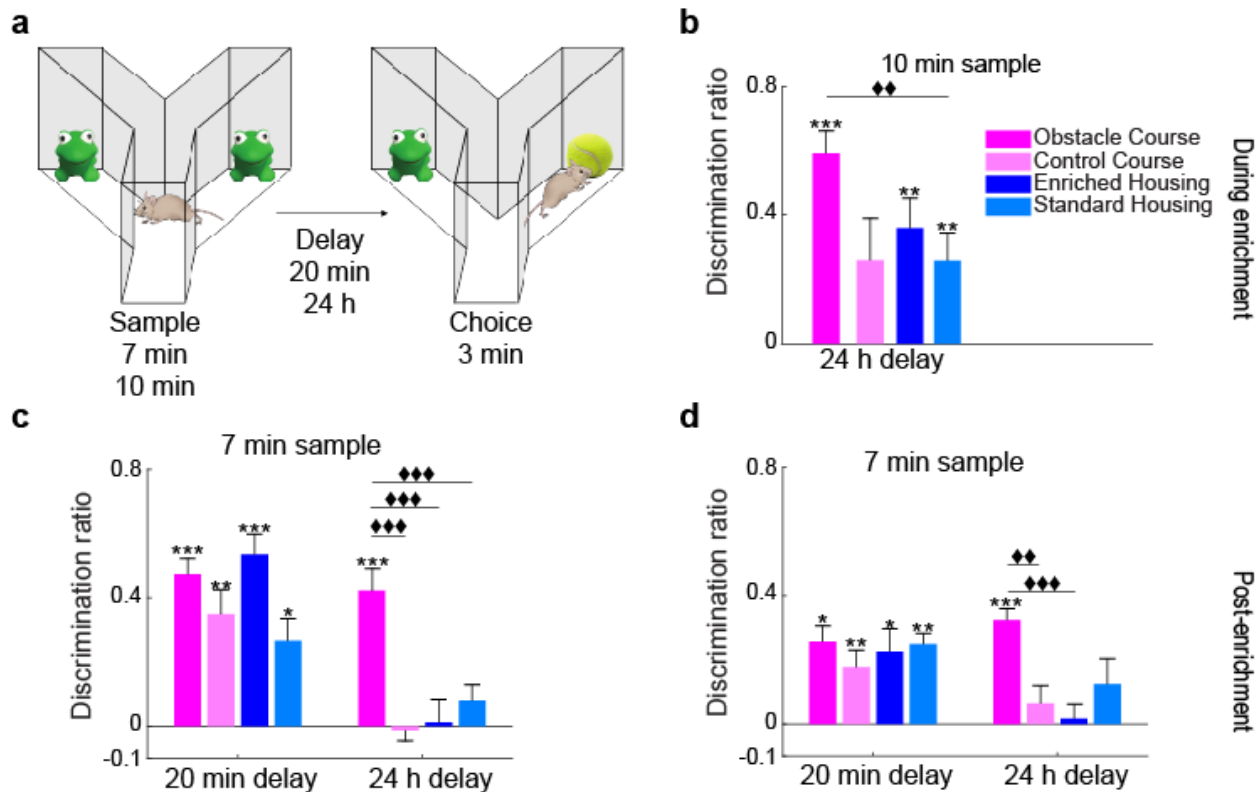 a
Delay
20 min
24 h
Sample
7 min
10 min
Choice
3 min
b
10 min sample
Discrimination ratio
0.8
0.4
0
♦♦
***
**
**
Obstacle Course
Control Course
Enriched Housing
Standard Housing
24 h delay
During enrichment
c
7 min sample
Discrimination ratio
0.8
0.4
0
-0.1
***
**
***
*
♦♦♦
♦♦♦
♦♦♦
***
20 min delay
24 h delay
d
7 min sample
Discrimination ratio
0.8
0.4
0
-0.1
*
**
*
**
♦♦
♦♦♦
***
20 min delay
24 h delay
Post-enrichment